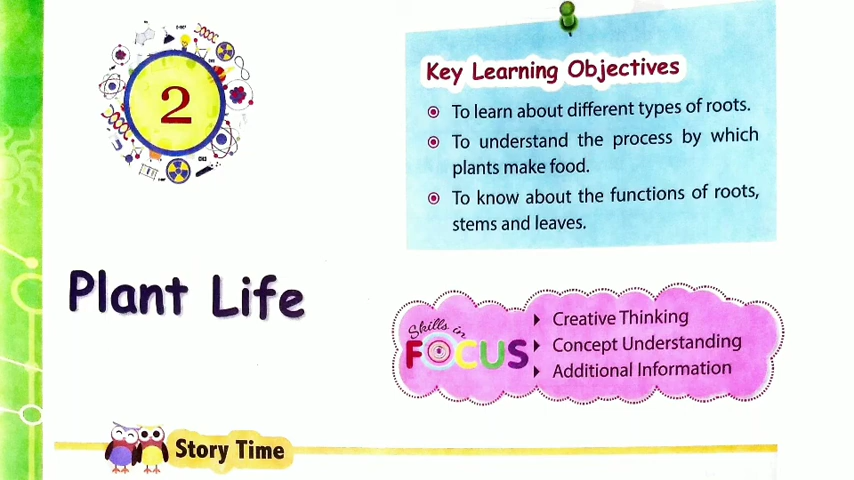 2
Plant Life
Key Learning Objectives
To learn about different types of roots.
To understand the process by which
plants make food.
To know about the functions of roots,
stems and leaves.
Skills in
FOCUS
Creative Thinking
Concept Understanding
Additional Information
Story Time